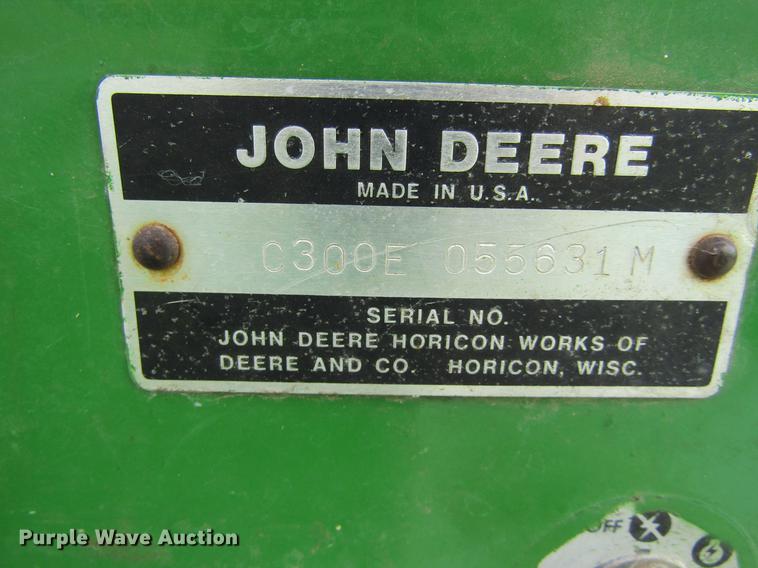 JOHN DEERE
MADE IN U.S.A.
C300E 055631M
SERIAL NO.
JOHN DEERE HORICON WORKS OF
DEERE AND CO. HORICON, WISC.
OFF
Purple Wave Auction